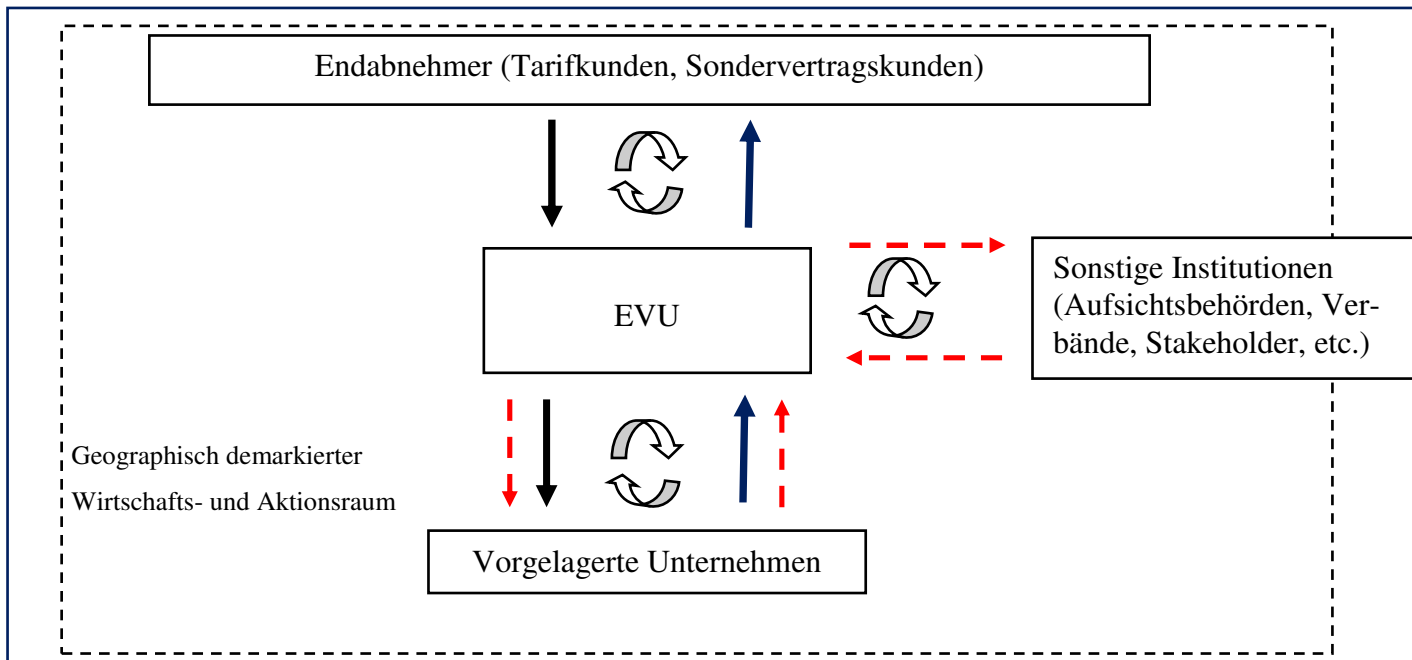 Endabnehmer (Tarifkunden, Sondervertragskunden)
EVU
Sonstige Institutionen
(Aufsichtsbehörden, Ver-
bände, Stakeholder, etc.)
Geographisch demarkierter
Wirtschafts- und Aktionsraum
Vorgelagerte Unternehmen